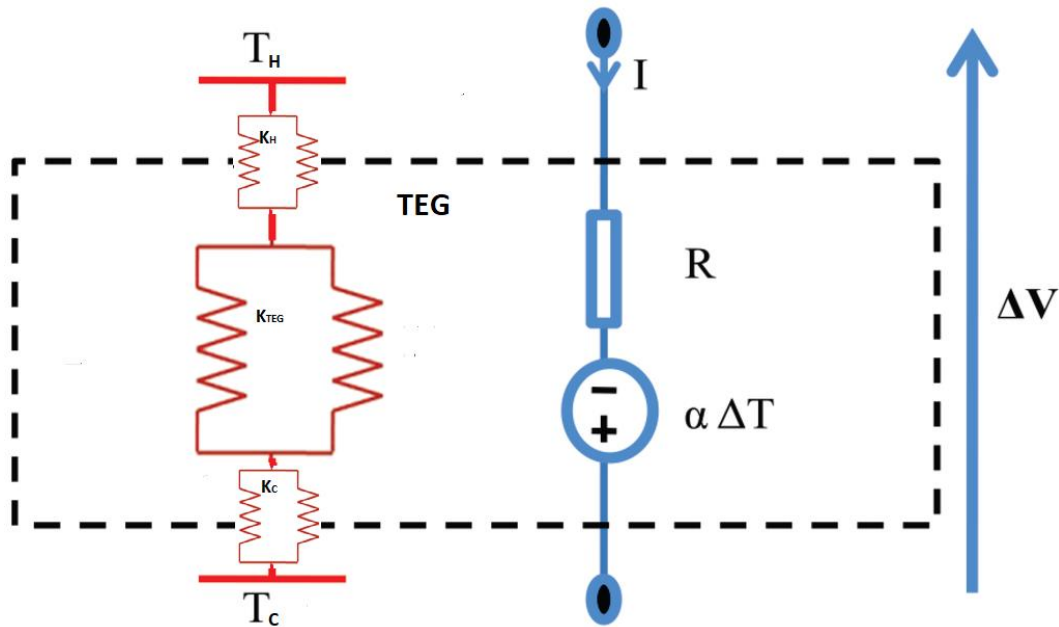 T_H
I
K_H
TEG
R
ΔV
K_TEG
−
α ΔT
+
K_C
T_C